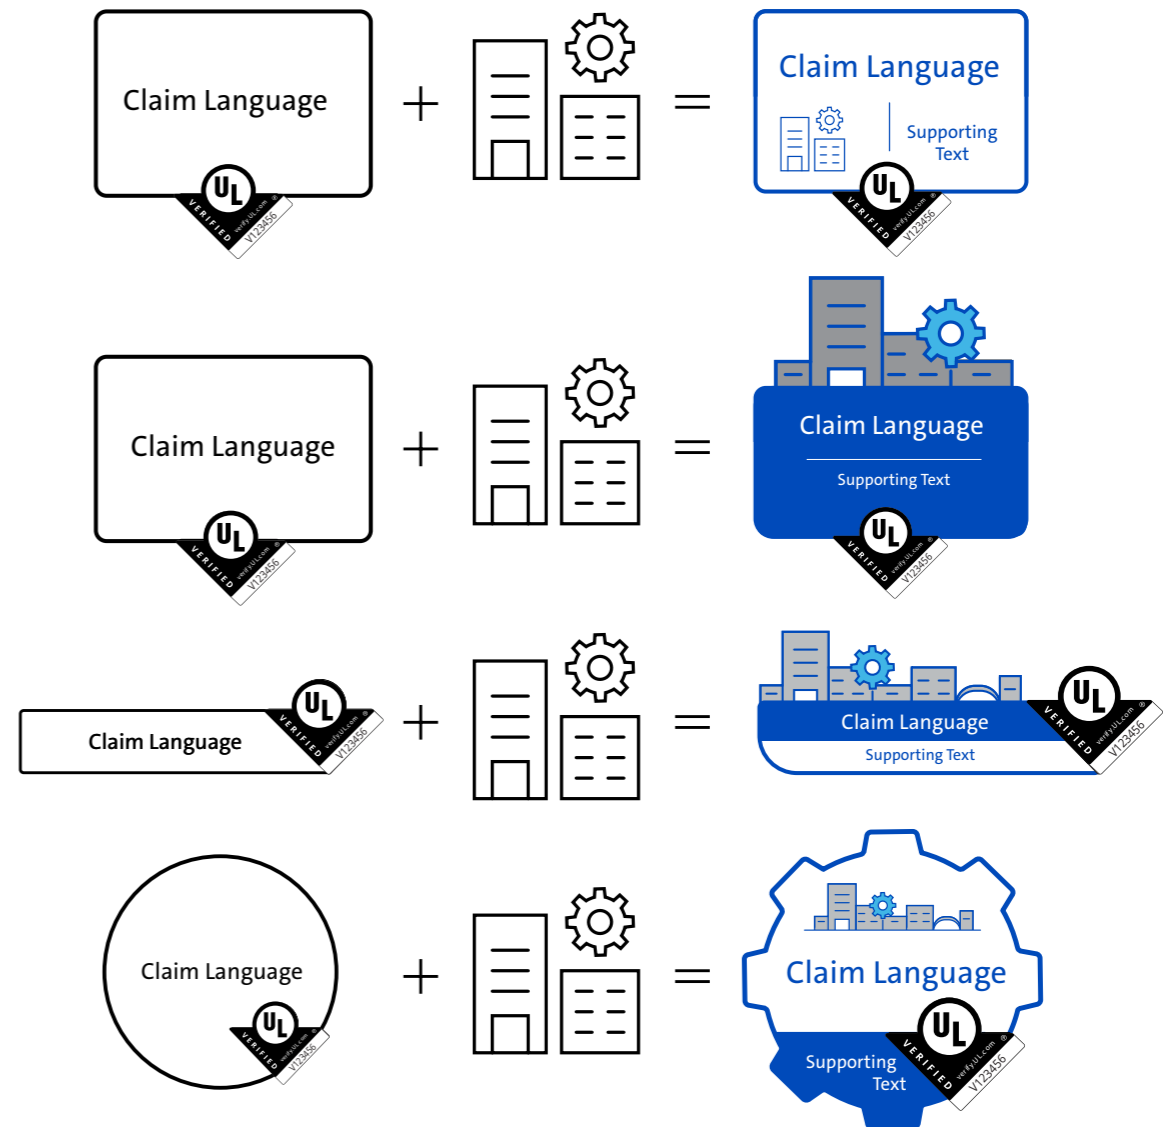 Claim Language
UL
VERIFIED
verify.UL.com
®
V123456
+
=
Claim Language
Supporting
Text
UL
VERIFIED
verify.UL.com
®
V123456
Claim Language
UL
VERIFIED
verify.UL.com
®
V123456
+
=
Claim Language
Supporting Text
UL
VERIFIED
verify.UL.com
®
V123456
Claim Language
UL
VERIFIED
verify.UL.com
®
V123456
+
=
Claim Language
Supporting Text
UL
VERIFIED
verify.UL.com
®
V123456
Claim Language
UL
VERIFIED
verify.UL.com
®
V123456
+
=
Claim Language
Supporting
Text
UL
VERIFIED
verify.UL.com
®
V123456